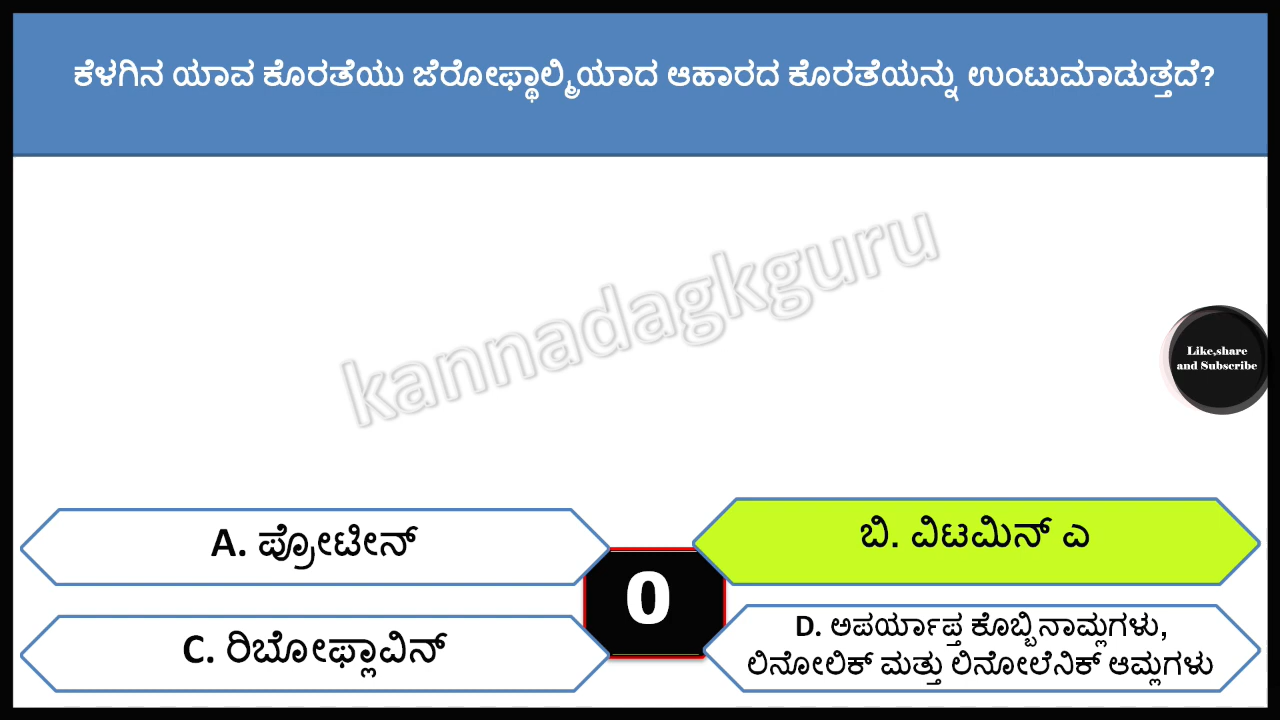 ಕೆಳಗಿನ ಯಾವ ಕೊರತೆಯು ಜೆರೋಫ್ಥಾಲ್ಮಿಯಾದ ಆಹಾರದ ಕೊರತೆಯನ್ನು ಉಂಟುಮಾಡುತ್ತದೆ?
kannadagkguru
Like,share
and Subscribe
A. ಪ್ರೋಟೀನ್
ಬಿ. ವಿಟಮಿನ್ ಎ
0
C. ರಿಬೋಫ್ಲಾವಿನ್
D. ಅಪರ್ಯಾಪ್ತ ಕೊಬ್ಬಿನಾಮ್ಲಗಳು,
ಲಿನೋಲಿಕ್ ಮತ್ತು ಲಿನೋಲೆನಿಕ್ ಆಮ್ಲಗಳು